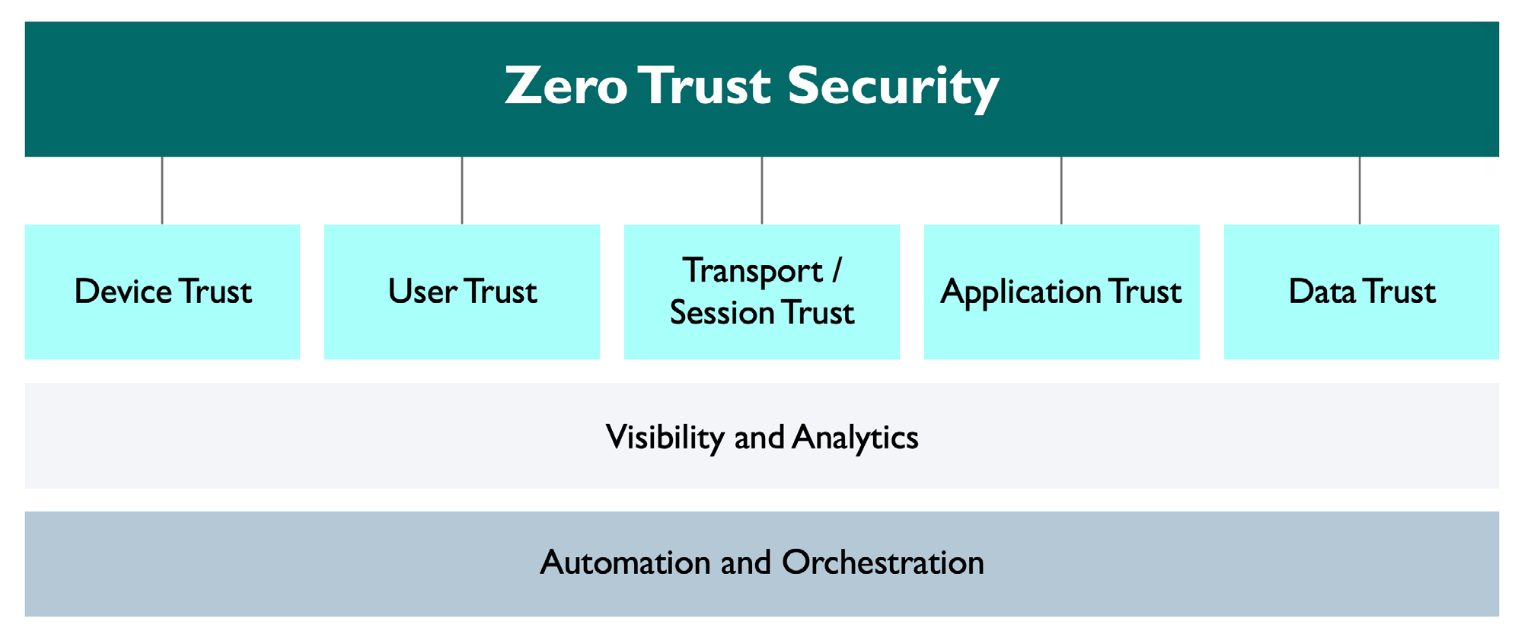 Zero Trust Security
Device Trust
User Trust
Transport /
Session Trust
Application Trust
Data Trust
Visibility and Analytics
Automation and Orchestration